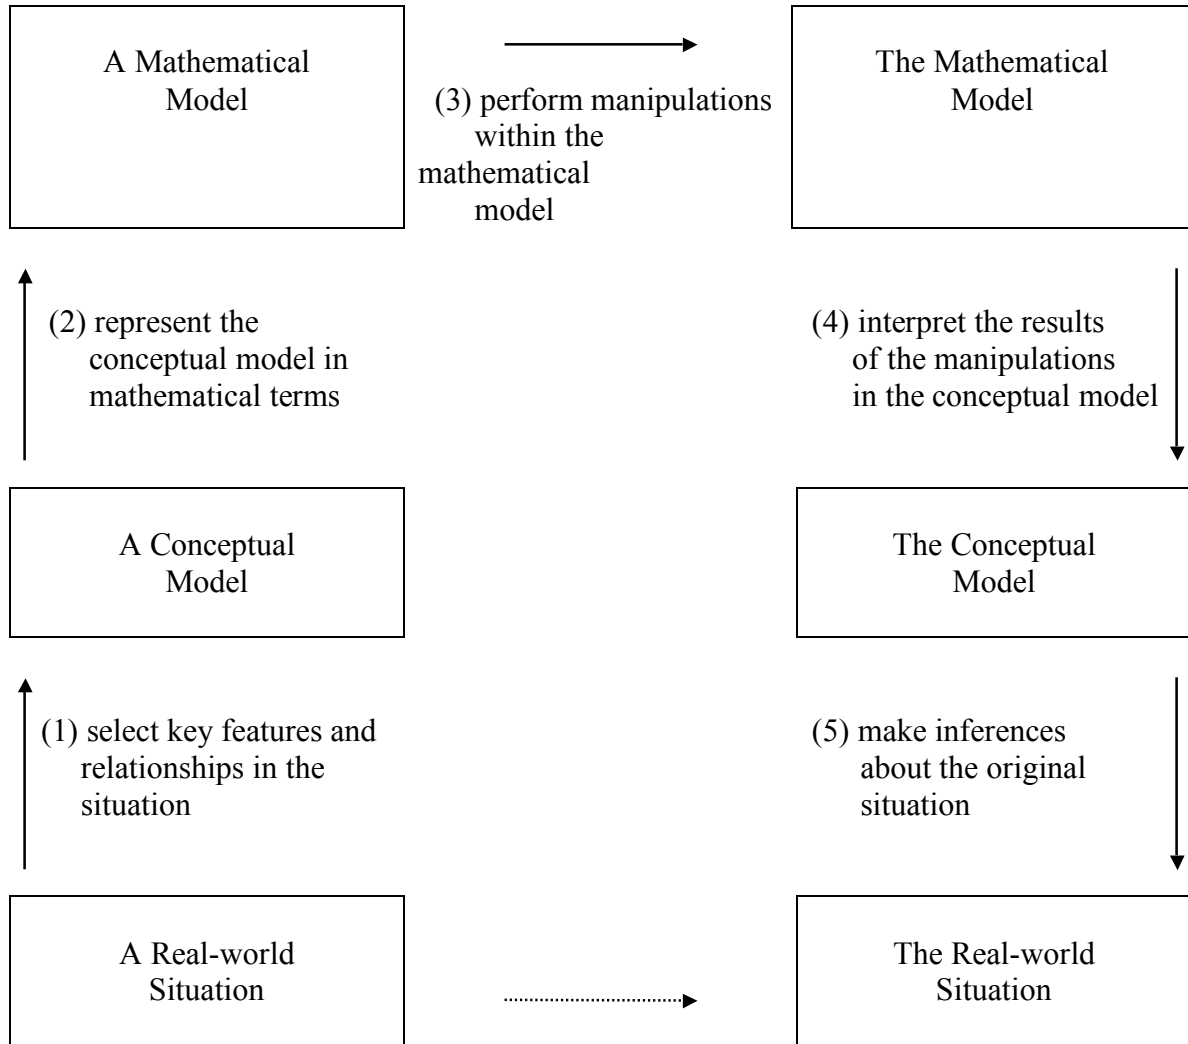 A Mathematical
Model
(3) perform manipulations
within the
mathematical
model
The Mathematical
Model
(2) represent the
conceptual model in
mathematical terms
(4) interpret the results
of the manipulations
in the conceptual model
A Conceptual
Model
The Conceptual
Model
(1) select key features and
relationships in the
situation
(5) make inferences
about the original
situation
A Real-world
Situation
The Real-world
Situation